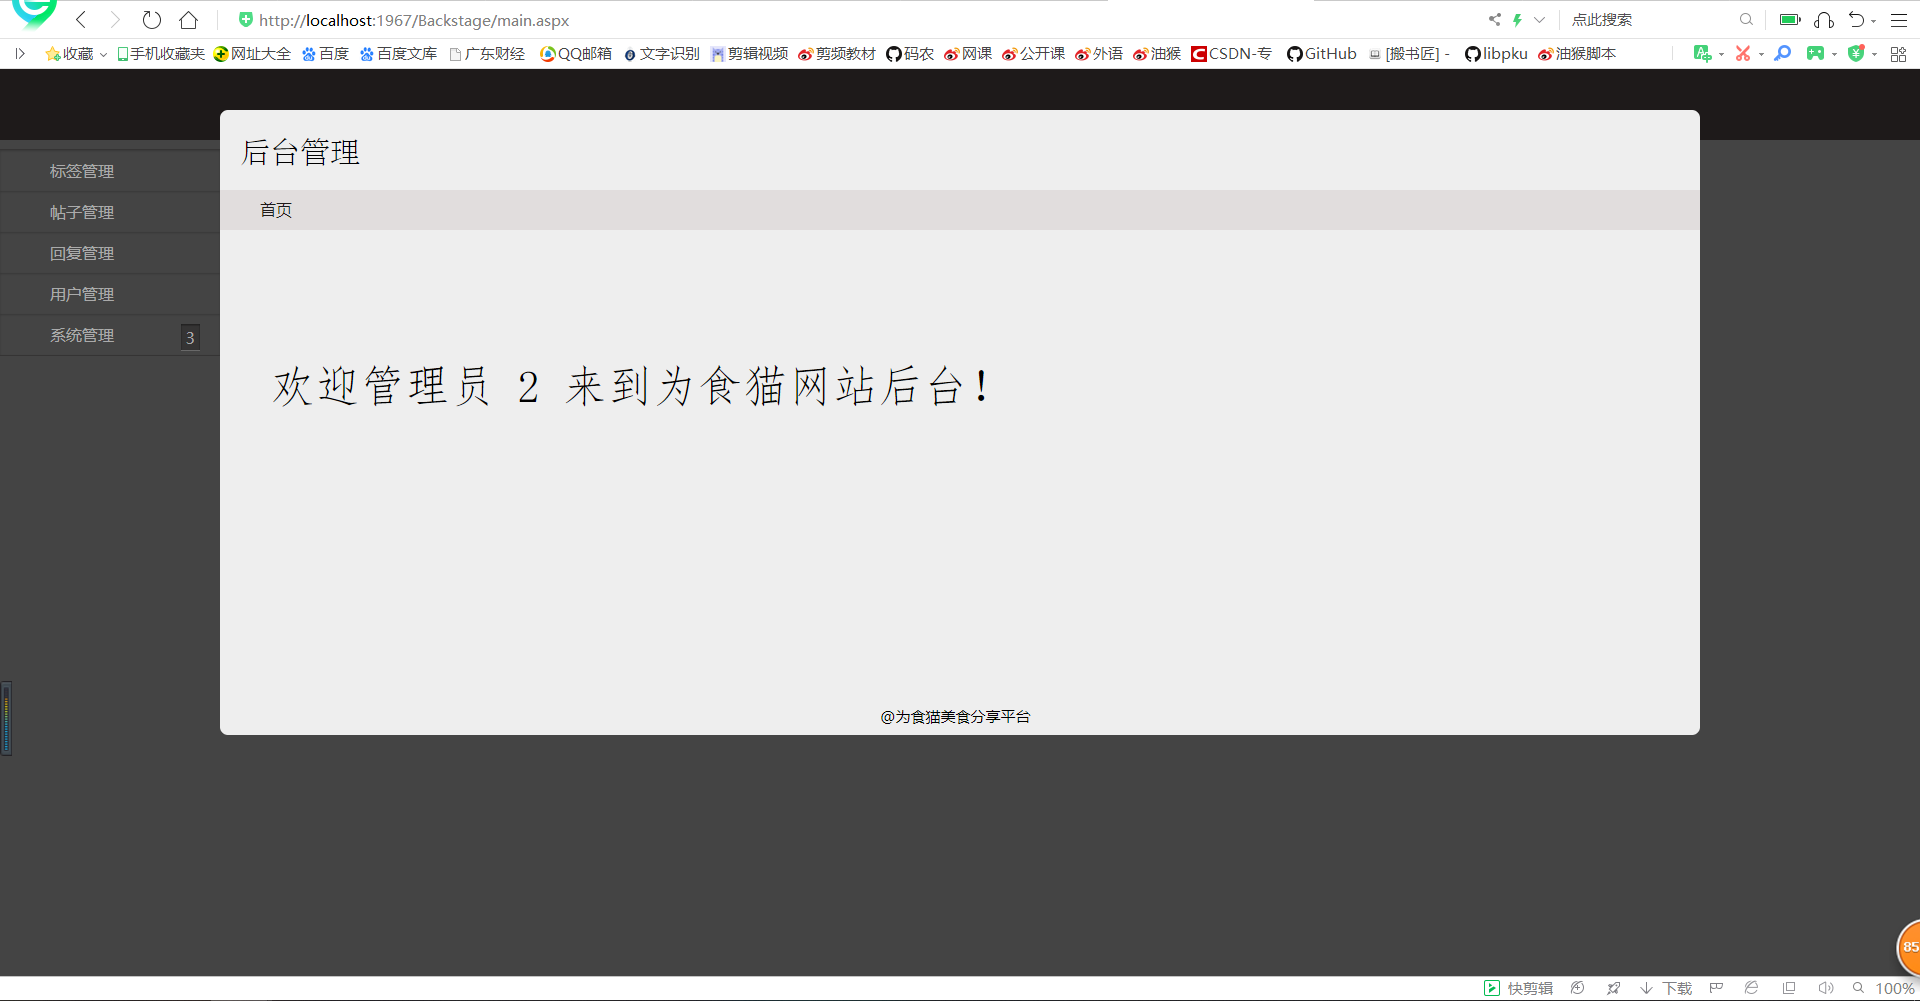 http://localhost:1967/Backstage/main.aspx 点此搜索
收藏 手机收藏夹 网址大全 百度 百度文库 广东财经 QQ邮箱 文字识别 剪辑视频 剪频教材 码农 网课 公开课 外语 油猴 CSDN-专 GitHub [搬书匠] - libpku 油猴脚本
后台管理
首页
标签管理
帖子管理
回复管理
用户管理
系统管理 3
欢迎管理员 2 来到为食猫网站后台！
@为食猫美食分享平台
85
快剪辑 下载 100%